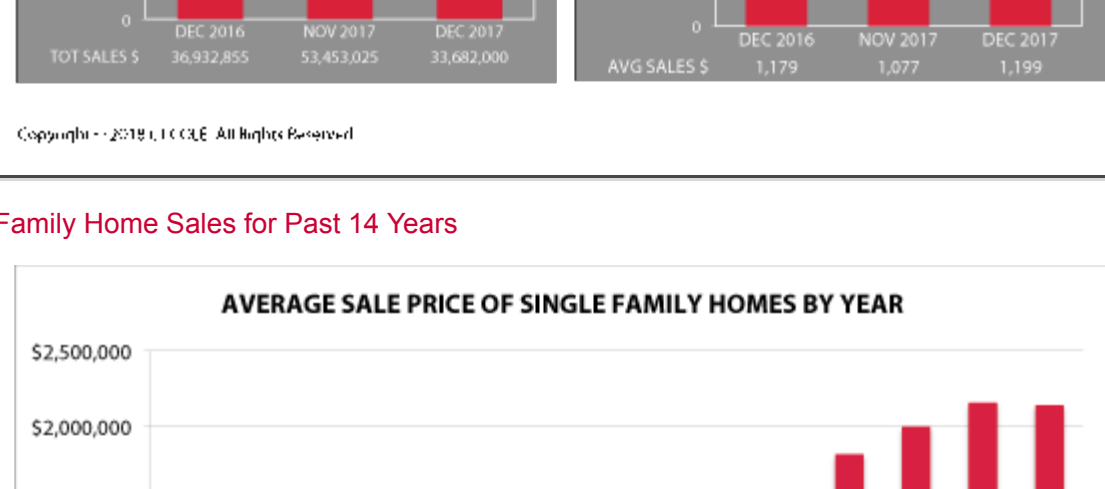 0
DEC 2016 NOV 2017 DEC 2017
TOT SALES $ 36,932,855 53,453,025 33,682,000
0
DEC 2016 NOV 2017 DEC 2017
AVG SALES $ 1,179 1,077 1,199
All Rights Reserved
Family Home Sales for Past 14 Years
AVERAGE SALE PRICE OF SINGLE FAMILY HOMES BY YEAR
$2,500,000
$2,000,000